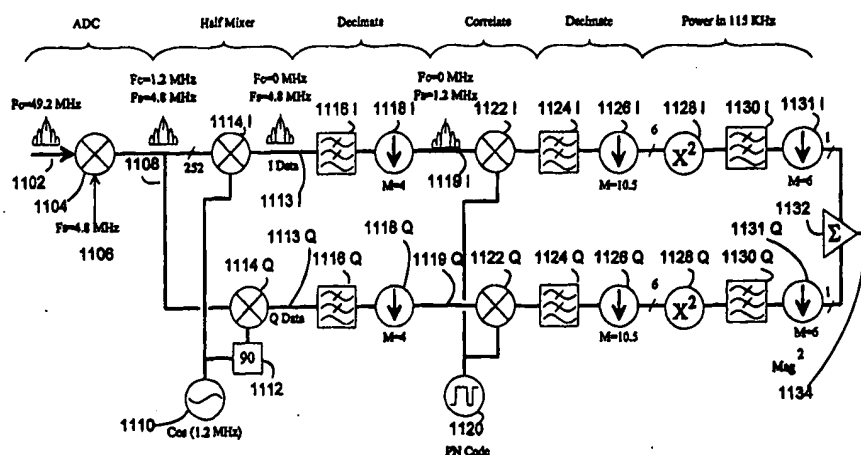 ADC Half Mixer Decimate Correlate Decimate Power in 115 KHz
Fc=1.2 MHz Fc=0 MHz Fc=0 MHz
Fc=49.2 MHz Fs=4.8 MHz Fs=4.8 MHz Fs=1.2 MHz
1114 I 1116 I 1118 I 1122 I 1124 I 1126 I 1128 I 1130 I 1131 I
6 X² 1
252 I Data M=4 1119 I M=10.5 M=6
1102 1108 1113 I
1104
Fs=4.8 MHz
1106
1132
Σ
1113 Q 1118 Q 1131 Q
1114 Q 1116 Q 1119 Q 1122 Q 1124 Q 1126 Q 1128 Q 1130 Q
6 X² 1
Q Data M=4 M=10.5 M=6
90
1112
Mag²
1134
1110 1120
Cos (1.2 MHz) PN Code